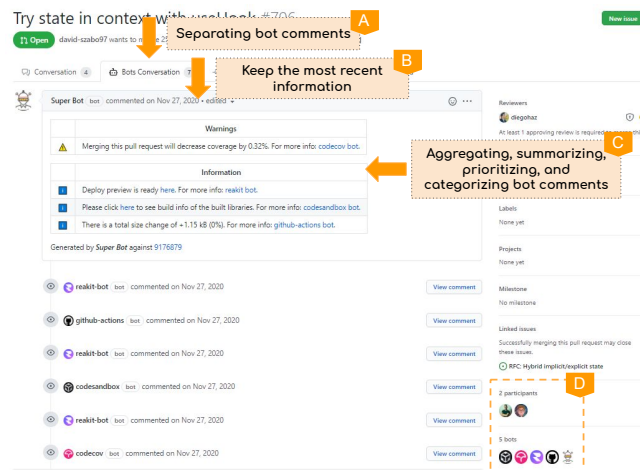 Try state in context with useHook #706
New issue
Open david-szabo97 wants to
A
Separating bot comments
Conversation 4 Bots Conversation 7
B
Keep the most recent
information
Super Bot bot commented on Nov 27, 2020 • edited
Warnings
Merging this pull request will decrease coverage by 0.32%. For more info: codecov bot.
Information
Deploy preview is ready here. For more info: reakit bot.
Please click here to see build info of the built libraries. For more info: codesandbox bot.
There is a total size change of +1.15 kB (0%). For more info: github-actions bot.
Generated by Super Bot against 9176879
reakit-bot bot commented on Nov 27, 2020 View comment
github-actions bot commented on Nov 27, 2020 View comment
reakit-bot bot commented on Nov 27, 2020 View comment
codesandbox bot commented on Nov 27, 2020 View comment
reakit-bot bot commented on Nov 27, 2020 View comment
codecov bot commented on Nov 27, 2020 View comment
Reviewers
diegohaz
At least 1 approving review is required
C
Aggregating, summarizing,
prioritizing, and
categorizing bot comments
Labels
None yet
Projects
None yet
Milestone
No milestone
Linked issues
Successfully merging this pull request may close
these issues.
RFC: Hybrid implicit/explicit state
D
2 participants
5 bots